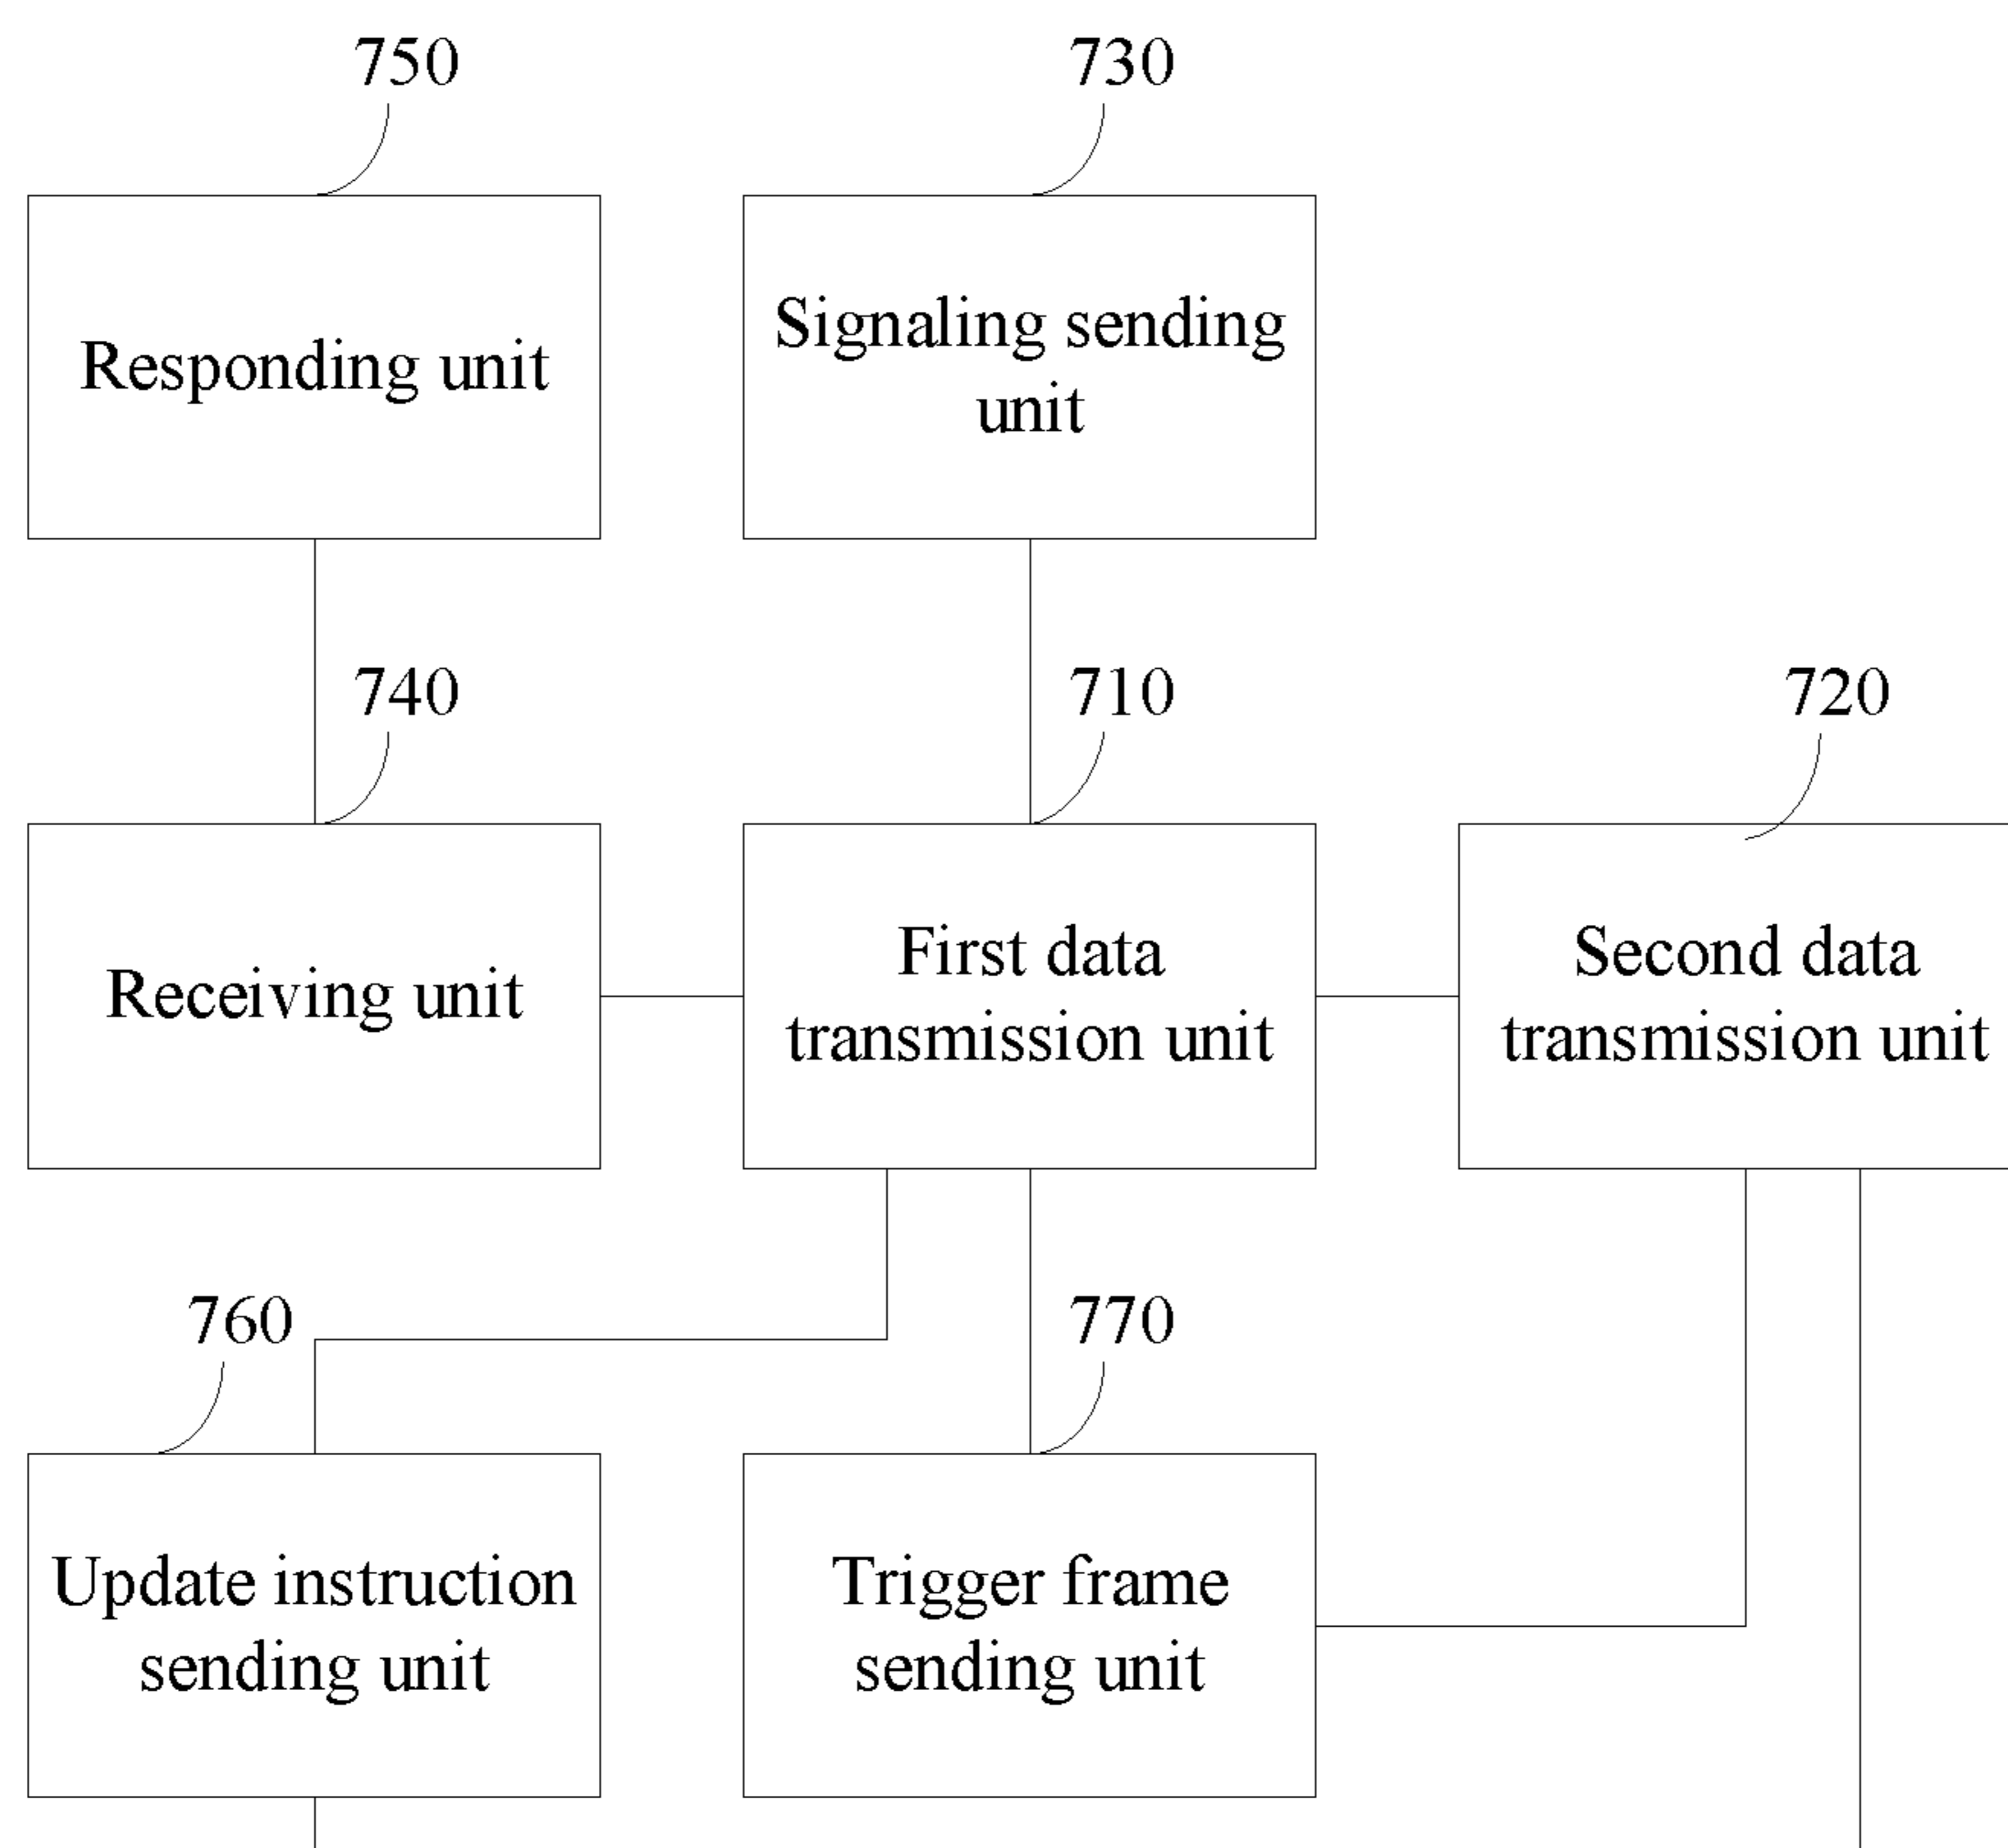 750
730
Responding unit
Signaling sending
unit
740
710
720
Receiving unit
First data
transmission unit
Second data
transmission unit
760
770
Update instruction
sending unit
Trigger frame
sending unit